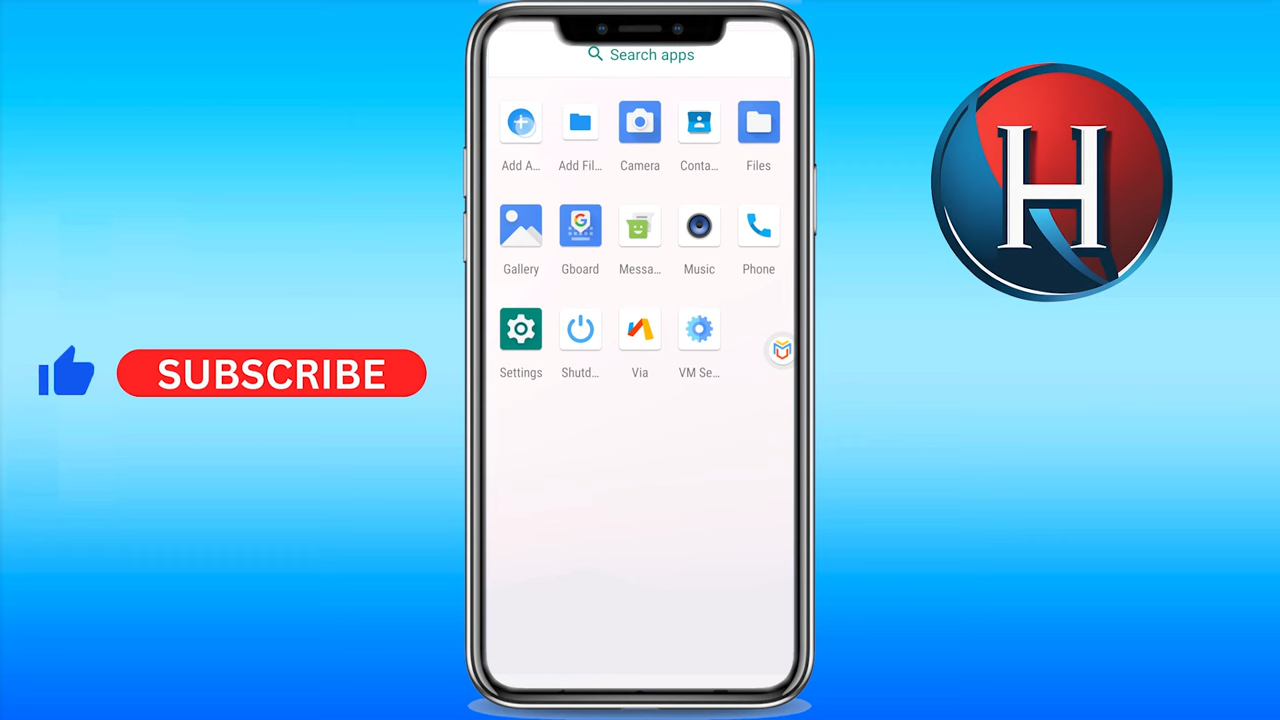 Search apps
Add A...
Add Fil...
Camera
Conta...
Files
Gallery
Gboard
Messa...
Music
Phone
Settings
Shutd...
Via
VM Se...
SUBSCRIBE
H